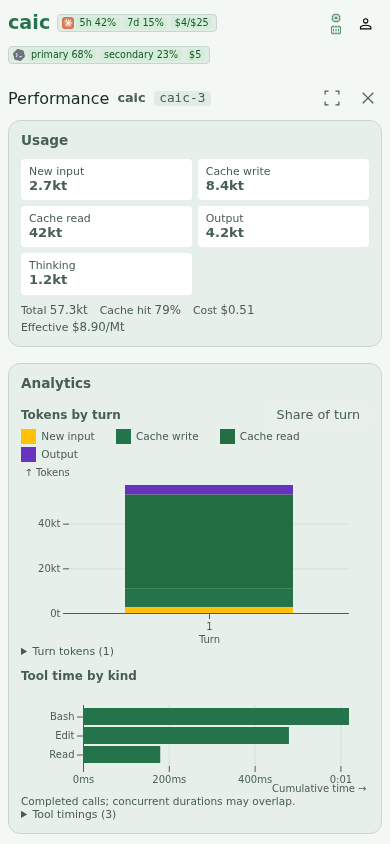 caic 5h 42% 7d 15% $4/$25
primary 68% secondary 23% $5
Performance caic caic-3
Usage
New input
2.7kt
Cache write
8.4kt
Cache read
42kt
Output
4.2kt
Thinking
1.2kt
Total 57.3kt Cache hit 79% Cost $0.51
Effective $8.90/Mt
Analytics
Tokens by turn Share of turn
New input Cache write Cache read
Output
↑ Tokens
40kt
20kt
0t
1
Turn
Turn tokens (1)
Tool time by kind
Bash
Edit
Read
0ms 200ms 400ms 0:01
Cumulative time →
Completed calls; concurrent durations may overlap.
Tool timings (3)